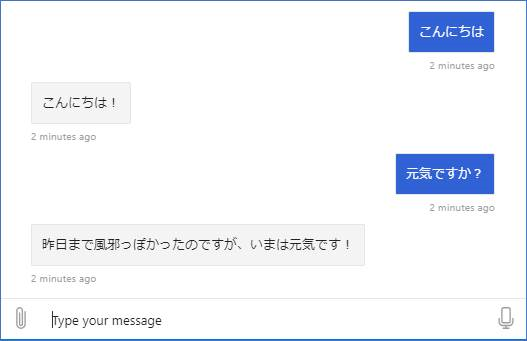 こんにちは
2 minutes ago
こんにちは！
2 minutes ago
元気ですか？
2 minutes ago
昨日まで風邪っぽかったのですが、いまは元気です！
2 minutes ago
Type your message